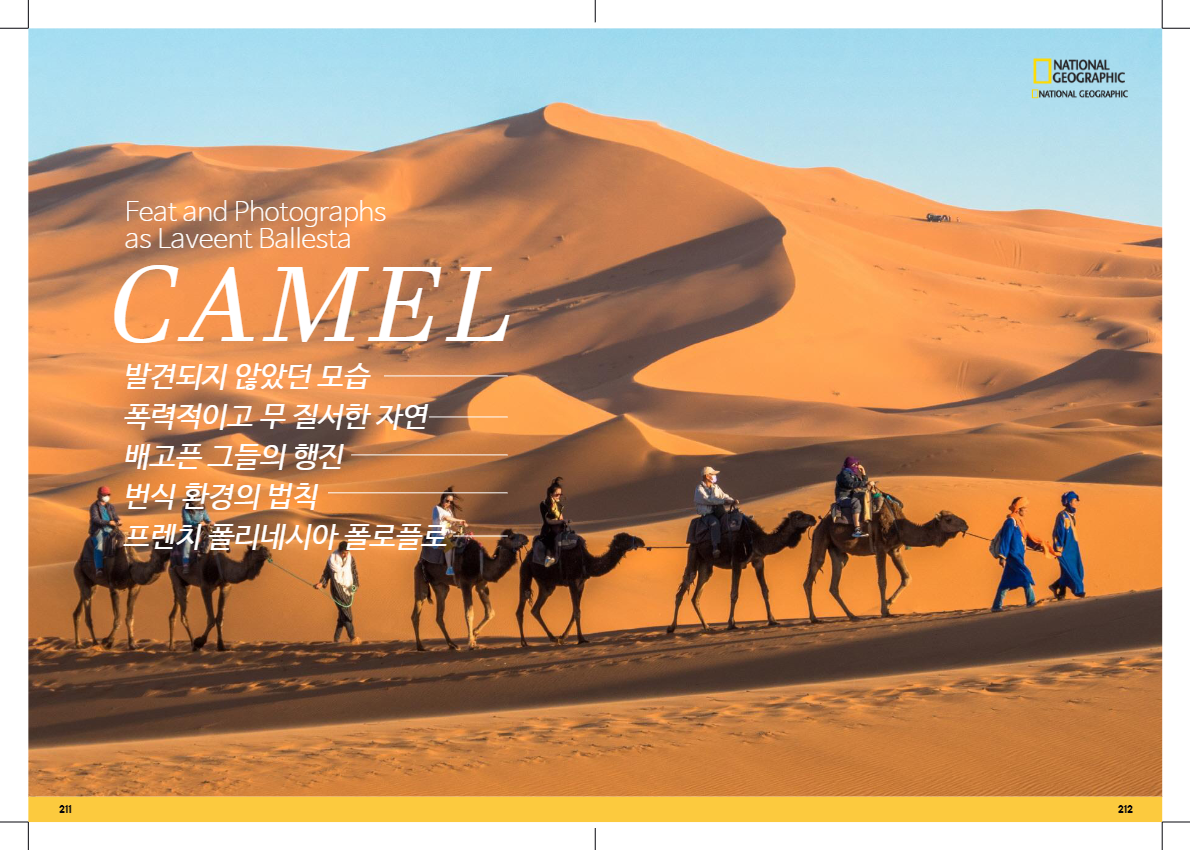 NATIONAL
GEOGRAPHIC
NATIONAL GEOGRAPHIC
Feat and Photographs
as Laveent Ballesta
CAMEL
발견되지 않았던 모습
폭력적이고 무 질서한 자연
배고픈 그들의 행진
번식 환경의 법칙
프렌치 폴리네시아 폴로플로
211
212